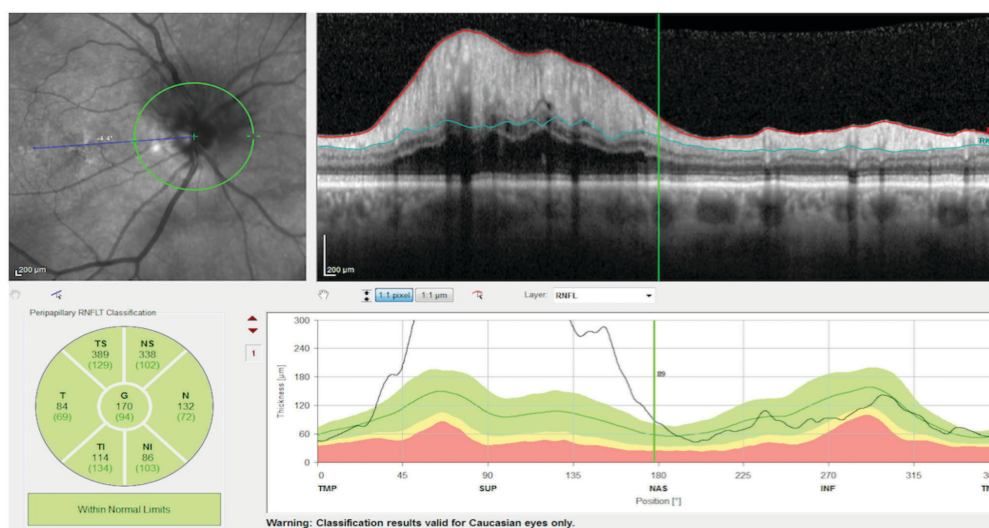 -4.4°
200 µm
200 µm
1:1 pixel
1:1 µm
Layer:
RNFL
Peripapillary RNFLT Classification
TS
389
(129)
NS
338
(102)
T
84
(69)
G
170
(94)
N
132
(72)
TI
114
(134)
NI
86
(103)
Within Normal Limits
1
Thickness [µm]
300
240
180
120
60
0
89
0
45
90
135
180
225
270
315
TMP
SUP
NAS
INF
Position [°]
Warning: Classification results valid for Caucasian eyes only.